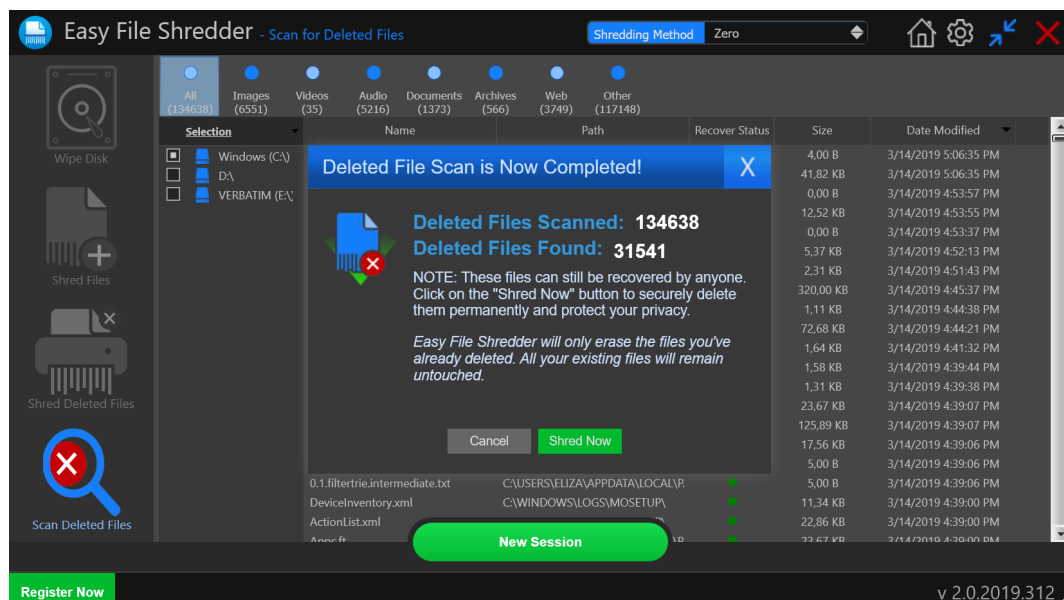 Easy File Shredder - Scan for Deleted Files
Shredding Method Zero
All Images Videos Audio Documents Archives Web Other
(134638) (6551) (35) (5216) (1373) (566) (3749) (117148)
Selection Name Path Recover Status Size Date Modified
Wipe Disk
Shred Files
Shred Deleted Files
Scan Deleted Files
Windows (C:\)
D:\
VERBATIM (E:\
Deleted File Scan is Now Completed! X
Deleted Files Scanned: 134638
Deleted Files Found: 31541
NOTE: These files can still be recovered by anyone.
Click on the "Shred Now" button to securely delete
them permanently and protect your privacy.
Easy File Shredder will only erase the files you've
already deleted. All your existing files will remain
untouched.
Cancel Shred Now
4,00 B 3/14/2019 5:06:35 PM
41,82 KB 3/14/2019 5:06:35 PM
0,00 B 3/14/2019 4:53:57 PM
12,52 KB 3/14/2019 4:53:55 PM
0,00 B 3/14/2019 4:53:37 PM
5,37 KB 3/14/2019 4:52:13 PM
2,31 KB 3/14/2019 4:51:43 PM
320,00 KB 3/14/2019 4:45:37 PM
1,11 KB 3/14/2019 4:44:38 PM
72,68 KB 3/14/2019 4:44:21 PM
1,64 KB 3/14/2019 4:41:32 PM
1,58 KB 3/14/2019 4:39:44 PM
1,31 KB 3/14/2019 4:39:38 PM
23,67 KB 3/14/2019 4:39:07 PM
125,89 KB 3/14/2019 4:39:07 PM
17,56 KB 3/14/2019 4:39:06 PM
5,00 B 3/14/2019 4:39:06 PM
0.1.filtertrie.intermediate.txt C:\USERS\ELIZA\APPDATA\LOCAL\P. 5,00 B 3/14/2019 4:39:06 PM
DeviceInventory.xml C:\WINDOWS\LOGS\MOSETUP\ 11,34 KB 3/14/2019 4:39:00 PM
ActionList.xml 22,86 KB 3/14/2019 4:39:00 PM
Apps.ft 23,67 KB 3/14/2019 4:39:00 PM
New Session
Register Now
v 2.0.2019.312